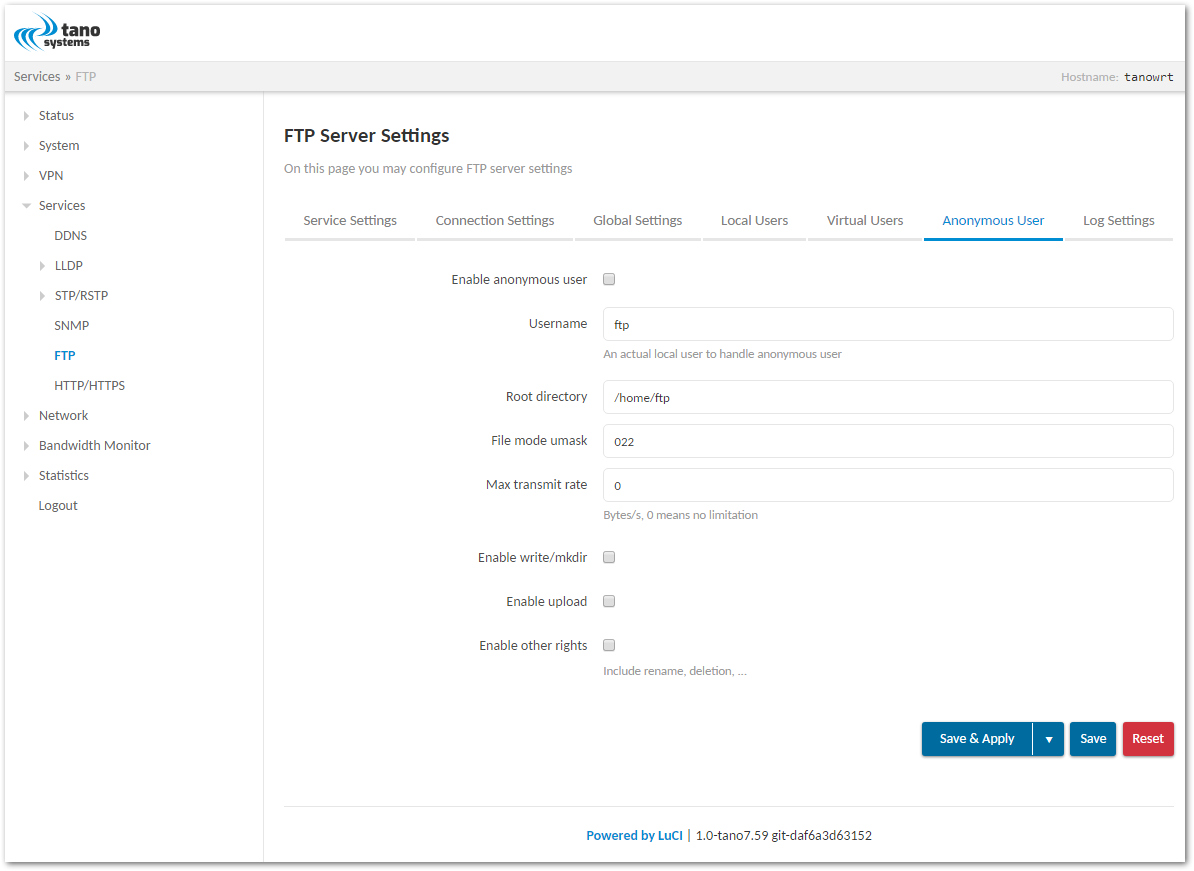 tano
systems
Services » FTP
Hostname: tanowrt
Status
System
VPN
Services
DDNS
LLDP
STP/RSTP
SNMP
FTP
HTTP/HTTPS
Network
Bandwidth Monitor
Statistics
Logout
FTP Server Settings
On this page you may configure FTP server settings
Service Settings Connection Settings Global Settings Local Users Virtual Users Anonymous User Log Settings
Enable anonymous user
Username ftp
An actual local user to handle anonymous user
Root directory /home/ftp
File mode umask 022
Max transmit rate 0
Bytes/s, 0 means no limitation
Enable write/mkdir
Enable upload
Enable other rights
Include rename, deletion, ...
Save & Apply ▼ Save Reset
Powered by LuCI | 1.0-tano7.59 git-daf6a3d63152